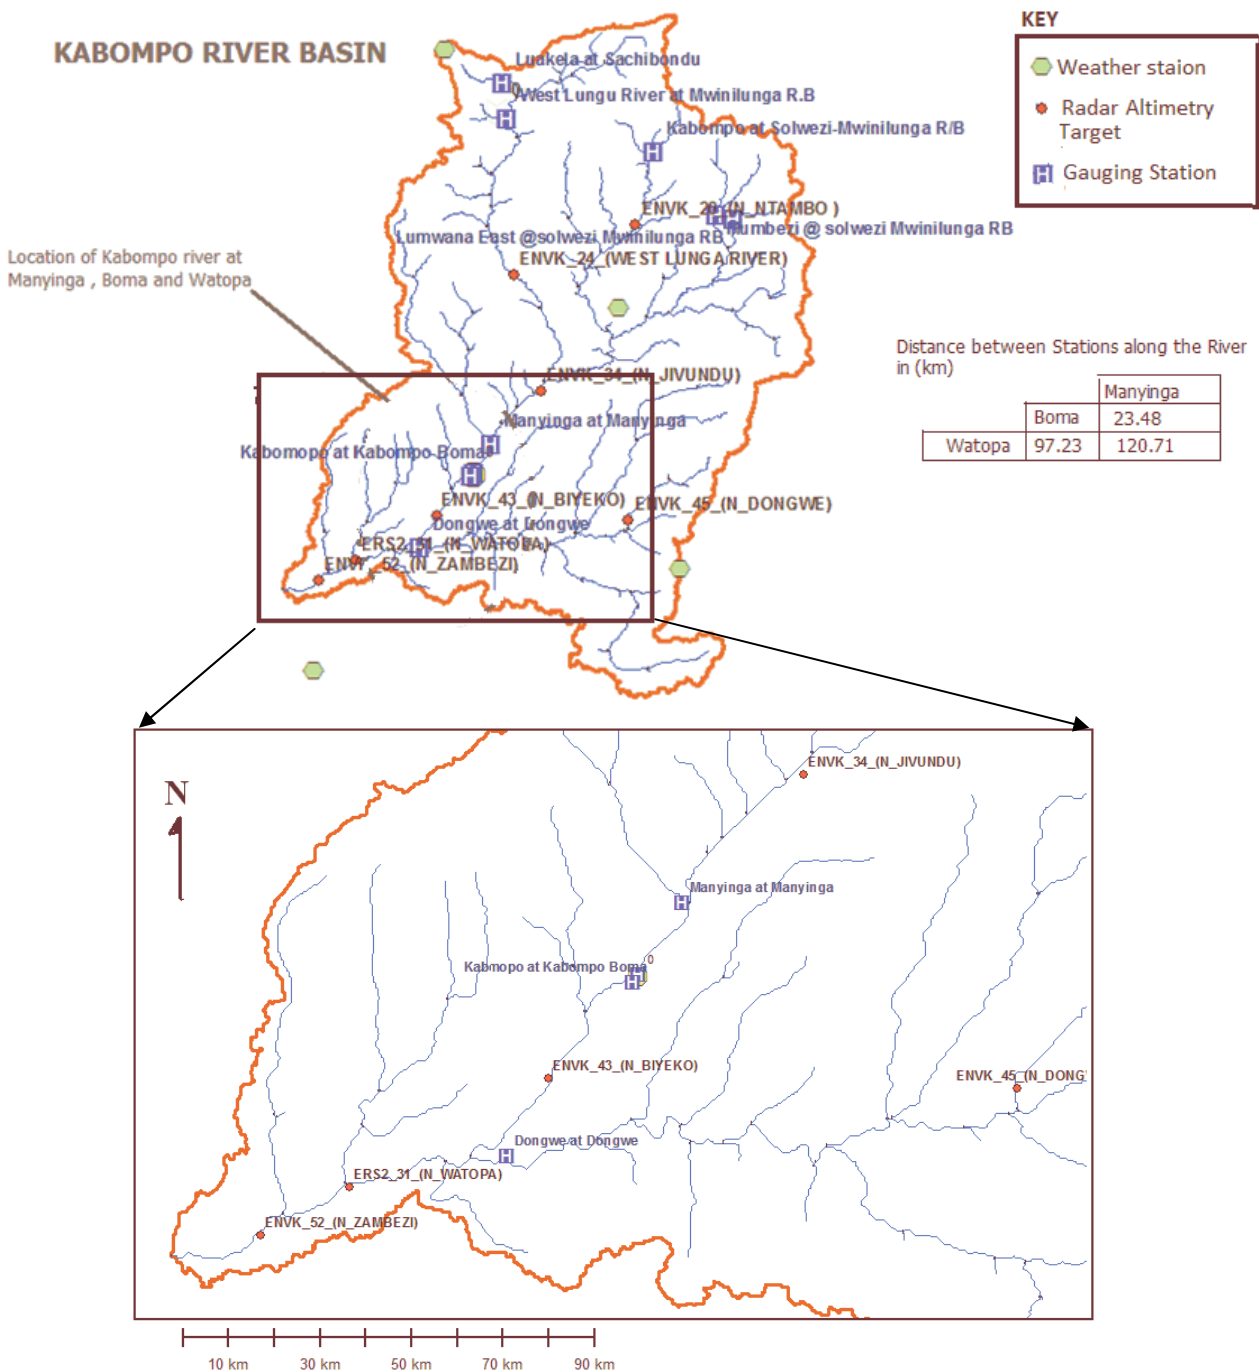 KEY
KABOMPO RIVER BASIN
Weather staion
Radar Altimetry
Target
Gauging Station
Luakela at Sachibondu
West Lungu River at Mwinilunga R.B
Kabompo at Solwezi-Mwinilunga R/B
(N_NTAMBO )
@ solwezi Mwinilunga RB
Lumwana East @solwezi Mwinilunga RB
ENVK_24_(WEST LUNGA RIVER)
Location of Kabompo river at
Manyinga , Boma and Watopa
Distance between Stations along the River
in (km)
Manyinga
Boma 23.48
Watopa 97.23 120.71
ENVK_34_(N_JIVUNDU)
Manyinga at Manyinga
Kabomopo at Kabompo Boma
ENVK_43_(N_BIYEKO)
ENVK_45_(N_DONGWE)
Dongwe at Dongwe
ERS2_31_(N_WATOPA)
ENVK_52_(N_ZAMBEZI)
N
ENVK_34_(N_JIVUNDU)
Manyinga at Manyinga
0
Kabmopo at Kabompo Boma
ENVK_43_(N_BIYEKO)
ENVK_45_(N_DONG
Dongwe at Dongwe
ERS2_31_(N_WATOPA)
ENVK_52_(N_ZAMBEZI)
10 km 30 km 50 km 70 km 90 km